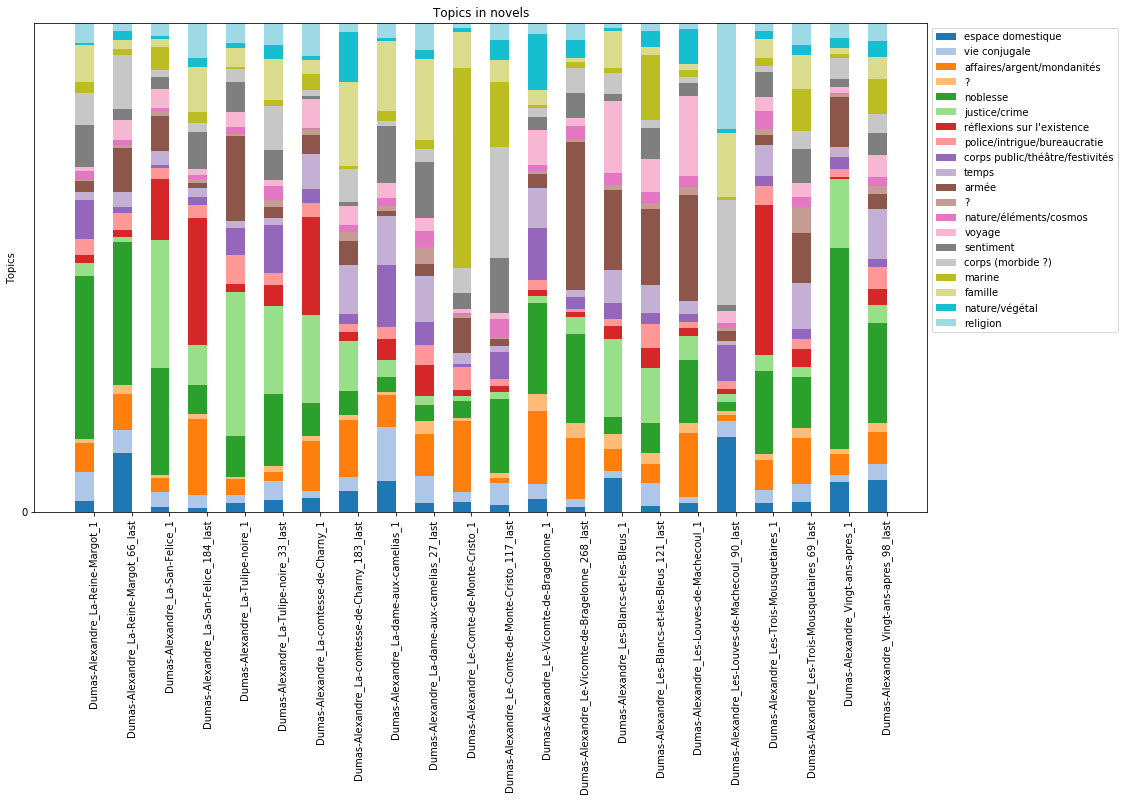 Topics in novels
Topics
0
Dumas-Alexandre_La-Reine-Margot_1
Dumas-Alexandre_La-Reine-Margot_66_last
Dumas-Alexandre_La-San-Felice_1
Dumas-Alexandre_La-San-Felice_184_last
Dumas-Alexandre_La-Tulipe-noire_1
Dumas-Alexandre_La-Tulipe-noire_33_last
Dumas-Alexandre_La-comtesse-de-Charny_1
Dumas-Alexandre_La-comtesse-de-Charny_183_last
Dumas-Alexandre_La-dame-aux-camelias_1
Dumas-Alexandre_La-dame-aux-camelias_27_last
Dumas-Alexandre_Le-Comte-de-Monte-Cristo_1
Dumas-Alexandre_Le-Comte-de-Monte-Cristo_117_last
Dumas-Alexandre_Le-Vicomte-de-Bragelonne_1
Dumas-Alexandre_Le-Vicomte-de-Bragelonne_268_last
Dumas-Alexandre_Les-Blancs-et-les-Bleus_1
Dumas-Alexandre_Les-Blancs-et-les-Bleus_121_last
Dumas-Alexandre_Les-Louves-de-Machecoul_1
Dumas-Alexandre_Les-Louves-de-Machecoul_90_last
Dumas-Alexandre_Les-Trois-Mousquetaires_1
Dumas-Alexandre_Les-Trois-Mousquetaires_69_last
Dumas-Alexandre_Vingt-ans-apres_1
Dumas-Alexandre_Vingt-ans-apres_98_last
espace domestique
vie conjugale
affaires/argent/mondanités
?
noblesse
justice/crime
réflexions sur l'existence
police/intrigue/bureaucratie
corps public/théâtre/festivités
temps
armée
?
nature/éléments/cosmos
voyage
sentiment
corps (morbide ?)
marine
famille
nature/végétal
religion